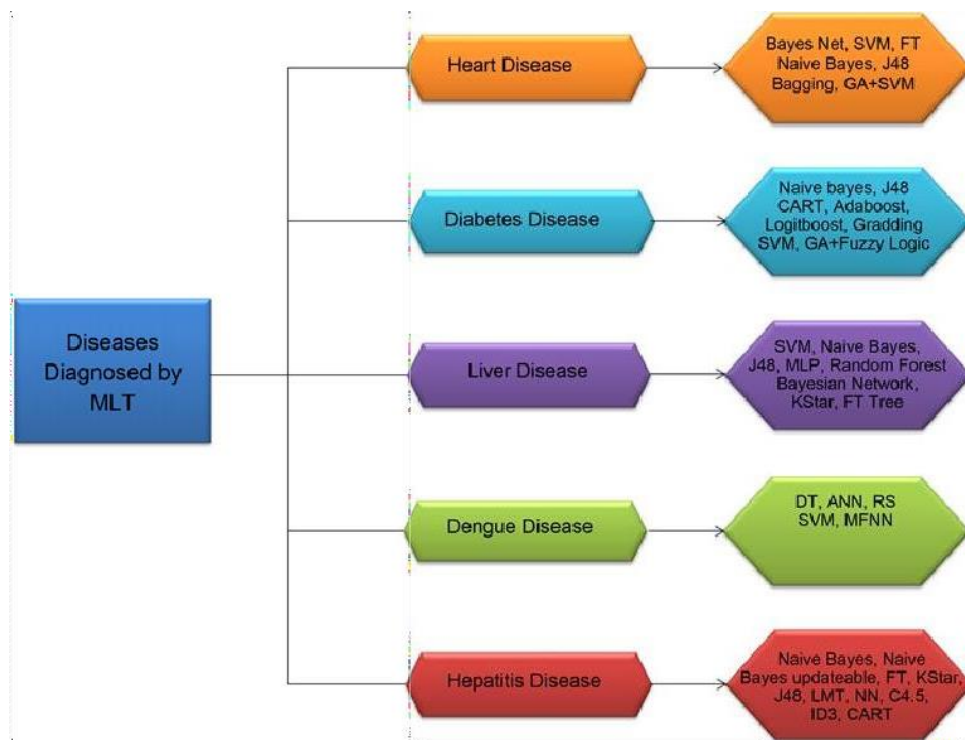 Diseases
Diagnosed by
MLT
Heart Disease
Bayes Net, SVM, FT
Naive Bayes, J48
Bagging, GA+SVM
Diabetes Disease
Naive bayes, J48
CART, Adaboost,
Logitboost, Gradding
SVM, GA+Fuzzy Logic
Liver Disease
SVM, Naive Bayes,
J48, MLP, Random Forest
Bayesian Network,
KStar, FT Tree
Dengue Disease
DT, ANN, RS
SVM, MFNN
Hepatitis Disease
Naive Bayes, Naive
Bayes updateable, FT, KStar,
J48, LMT, NN, C4.5,
ID3, CART